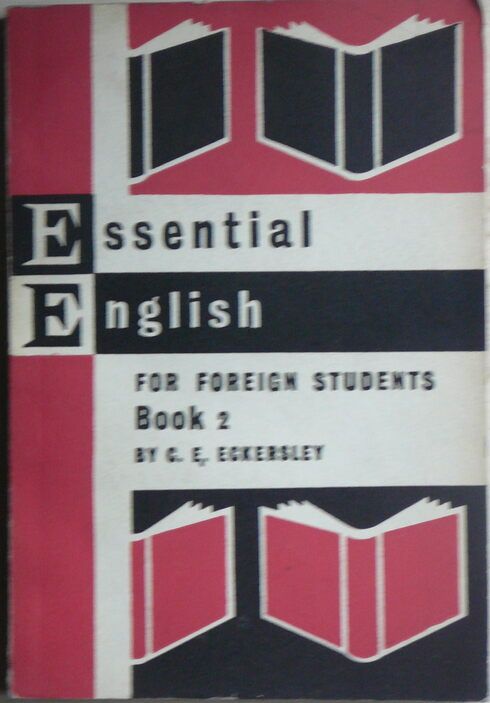 Essential
English
FOR FOREIGN STUDENTS
Book 2
BY C. E. ECKERSLEY